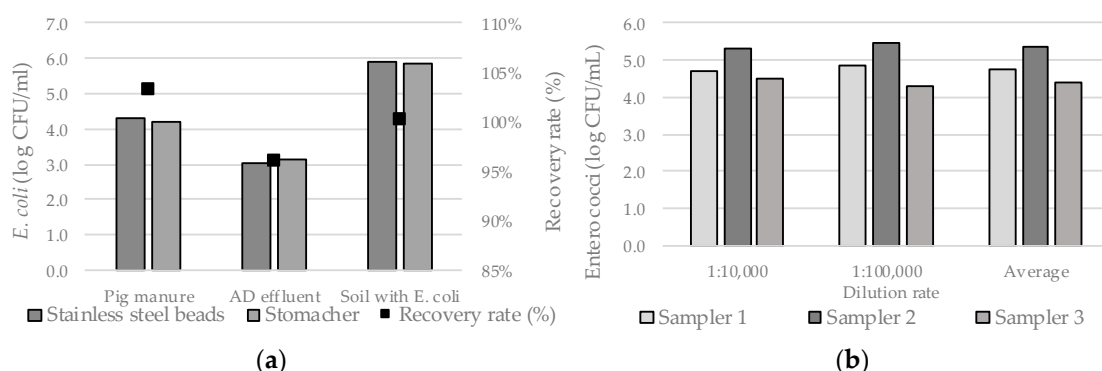 7.0
6.0
5.0
4.0
3.0
2.0
1.0
0.0
E. coli (log CFU/ml)
110%
105%
100%
95%
90%
85%
Recovery rate (%)
Pig manure AD effluent Soil with E. coli
Stainless steel beads Stomacher Recovery rate (%)
(a)
6.0
5.0
4.0
3.0
2.0
1.0
0.0
Enterococci (log CFU/mL)
1:10,000 1:100,000 Average
Dilution rate
Sampler 1 Sampler 2 Sampler 3
(b)